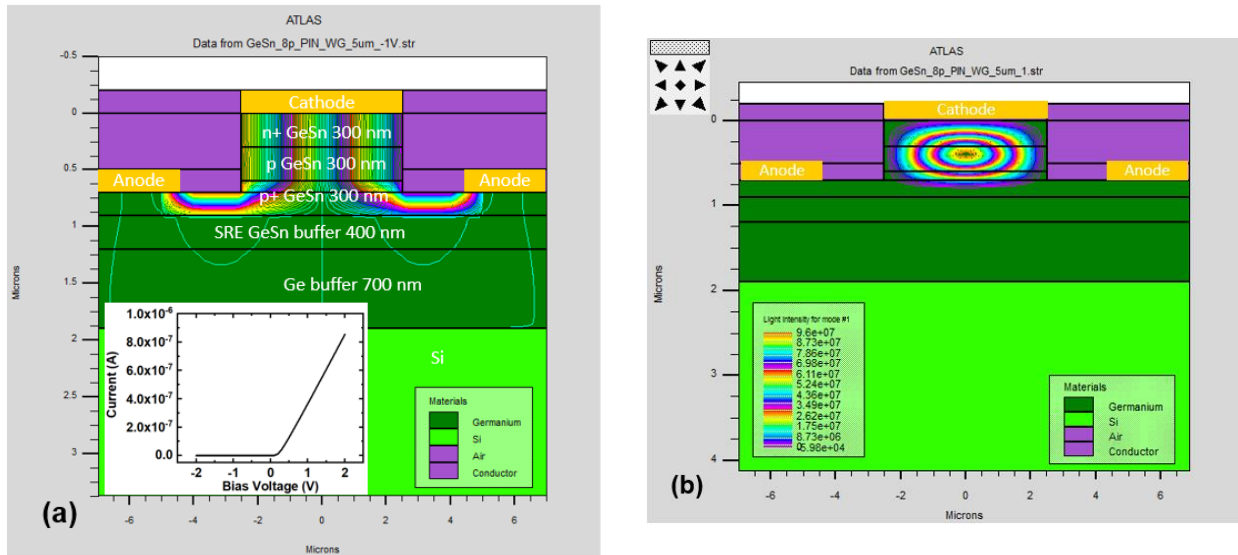 ATLAS
Data from GeSn_8p_PIN_WG_5um_-1V.str
-0.5
0
0.5
1
1.5
2
2.5
3
Microns
Cathode
n+ GeSn 300 nm
p GeSn 300 nm
Anode
Anode
p+ GeSn 300 nm
SRE GeSn buffer 400 nm
Ge buffer 700 nm
Si
1.0x10-6
8.0x10-7
6.0x10-7
4.0x10-7
2.0x10-7
0.0
Current (A)
-2 -1 0 1 2
Bias Voltage (V)
Materials
Germanium
Si
Air
Conductor
-6 -4 -2 0 2 4 6
Microns
(a)
ATLAS
Data from GeSn_8p_PIN_WG_5um_1.str
0
1
2
3
4
Microns
Cathode
Anode
Anode
Light Intensity for mode #1
9.6e+07
8.73e+07
7.86e+07
6.98e+07
6.11e+07
5.24e+07
4.36e+07
3.49e+07
2.62e+07
1.75e+07
8.73e+06
5.98e+04
Materials
Germanium
Si
Air
Conductor
-6 -4 -2 0 2 4 6
Microns
(b)